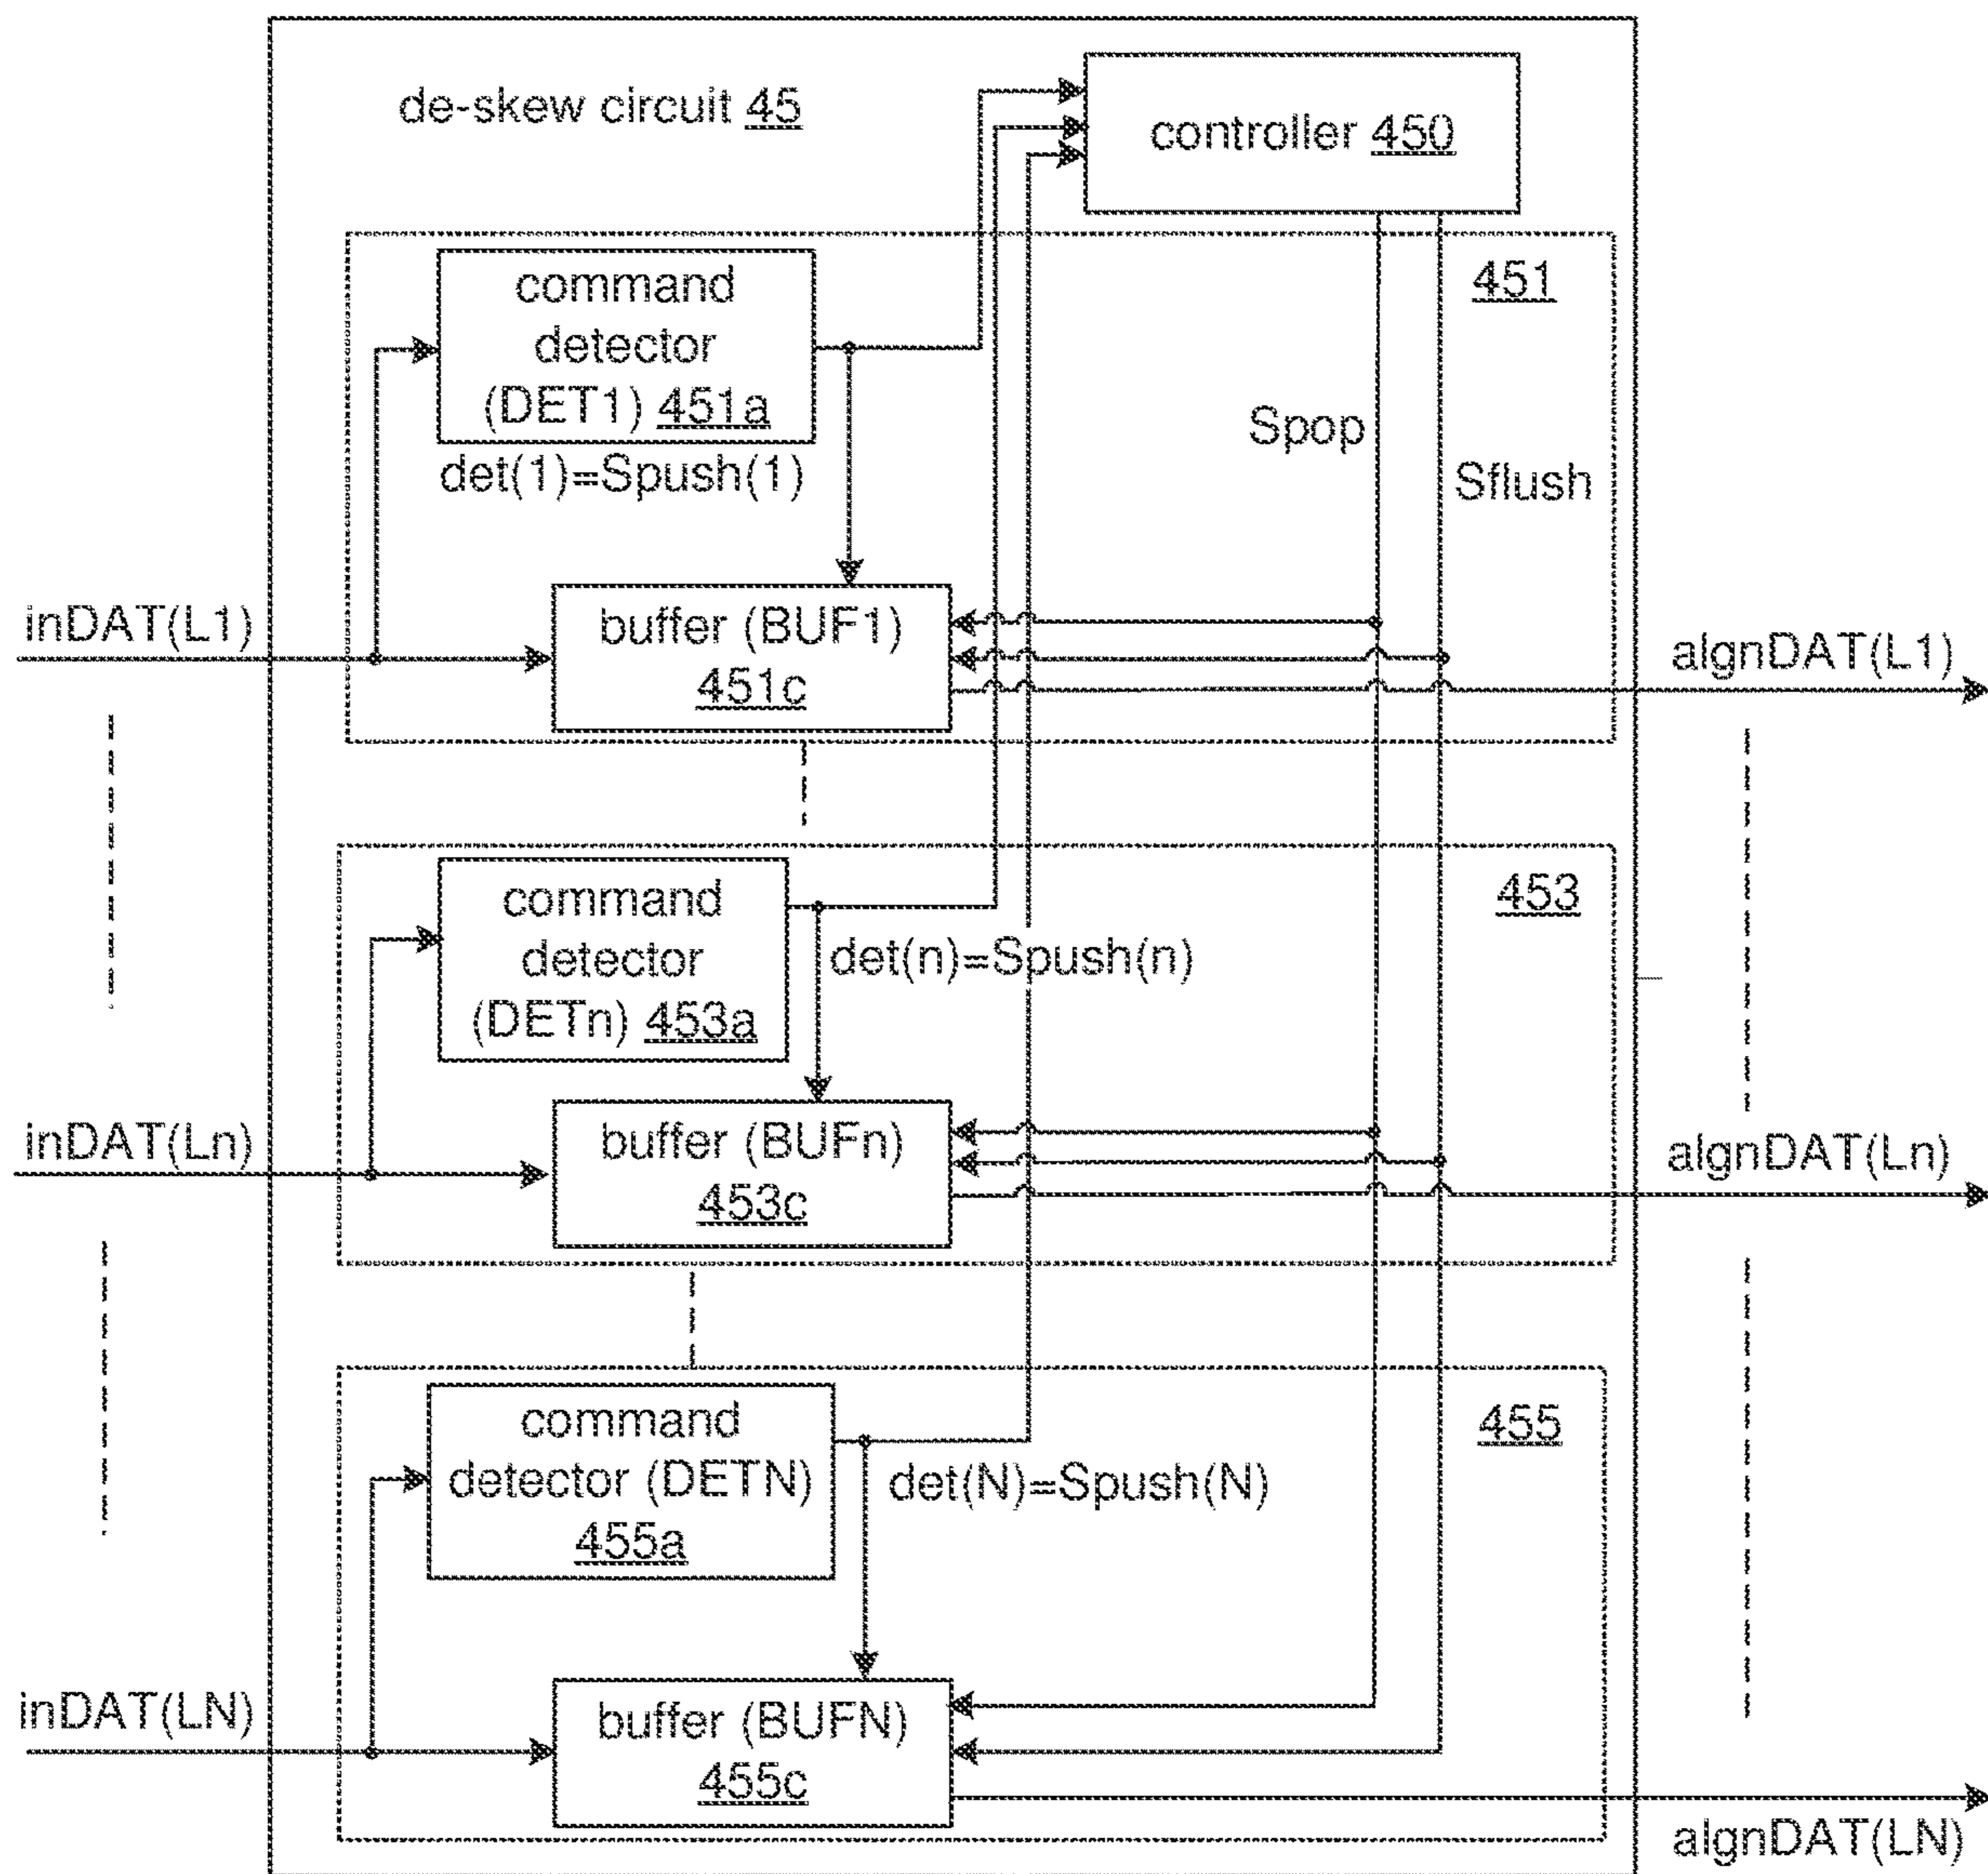 de-skew circuit 45
controller 450
command
detector
(DET1) 451a
451
det(1)=Spush(1)
Spop
Sflush
inDAT(L1)
buffer (BUF1)
451c
algnDAT(L1)
command
detector
(DETn) 453a
453
det(n)=Spush(n)
inDAT(Ln)
buffer (BUFn)
453c
algnDAT(Ln)
command
detector (DETN)
455a
455
det(N)=Spush(N)
inDAT(LN)
buffer (BUFN)
455c
algnDAT(LN)